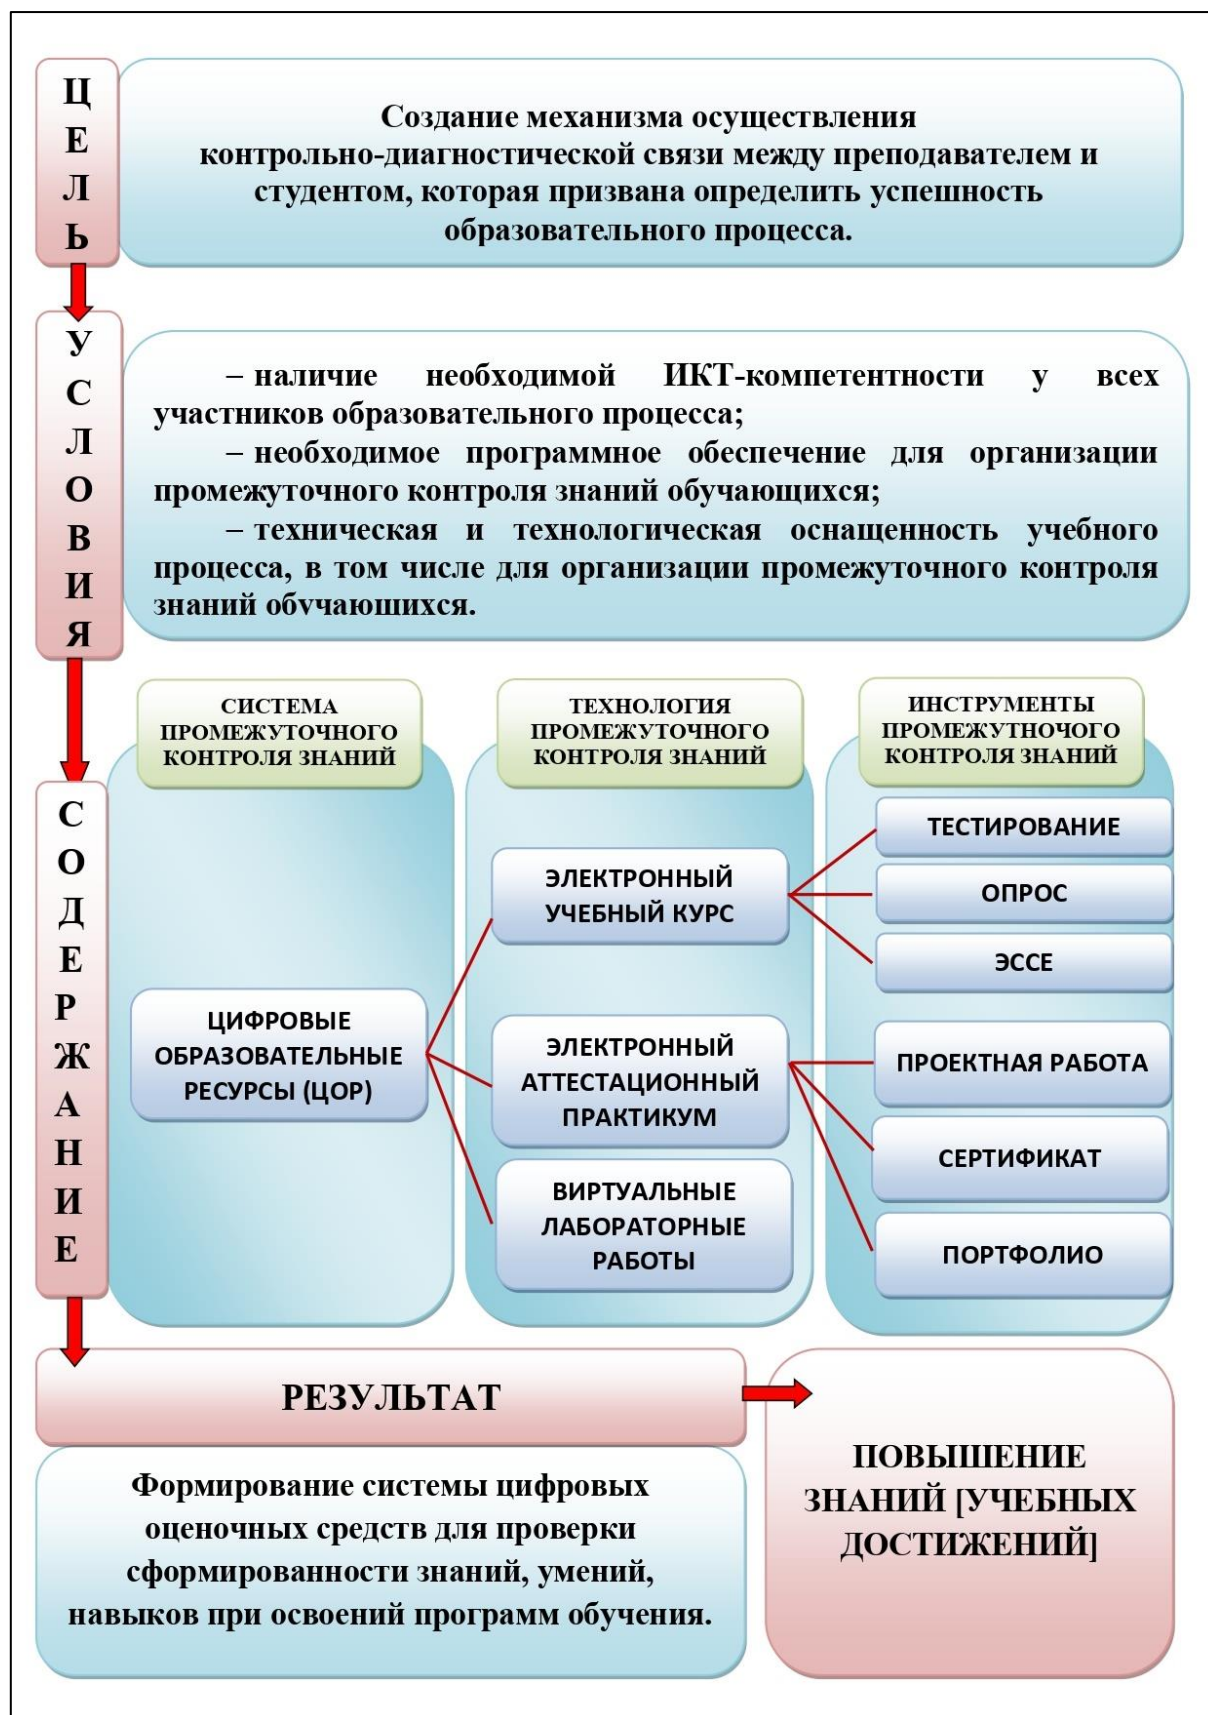 ЦЕЛЬ
Создание механизма осуществления
контрольно-диагностической связи между преподавателем и
студентом, которая призвана определить успешность
образовательного процесса.
УСЛОВИЯ
– наличие необходимой ИКТ-компетентности у всех
участников образовательного процесса;
– необходимое программное обеспечение для организации
промежуточного контроля знаний обучающихся;
– техническая и технологическая оснащенность учебного
процесса, в том числе для организации промежуточного контроля
знаний обучающихся.
СОДЕРЖАНИЕ
СИСТЕМА
ПРОМЕЖУТОЧНОГО
КОНТРОЛЯ ЗНАНИЙ
ЦИФРОВЫЕ
ОБРАЗОВАТЕЛЬНЫЕ
РЕСУРСЫ (ЦОР)
ТЕХНОЛОГИЯ
ПРОМЕЖУТОЧНОГО
КОНТРОЛЯ ЗНАНИЙ
ЭЛЕКТРОННЫЙ
УЧЕБНЫЙ КУРС
ЭЛЕКТРОННЫЙ
АТТЕСТАЦИОННЫЙ
ПРАКТИКУМ
ВИРТУАЛЬНЫЕ
ЛАБОРАТОРНЫЕ
РАБОТЫ
ИНСТРУМЕНТЫ
ПРОМЕЖУТНОЧОГО
КОНТРОЛЯ ЗНАНИЙ
ТЕСТИРОВАНИЕ
ОПРОС
ЭССЕ
ПРОЕКТНАЯ РАБОТА
СЕРТИФИКАТ
ПОРТФОЛИО
РЕЗУЛЬТАТ
Формирование системы цифровых
оценочных средств для проверки
сформированности знаний, умений,
навыков при освоений программ обучения.
ПОВЫШЕНИЕ
ЗНАНИЙ [УЧЕБНЫХ
ДОСТИЖЕНИЙ]